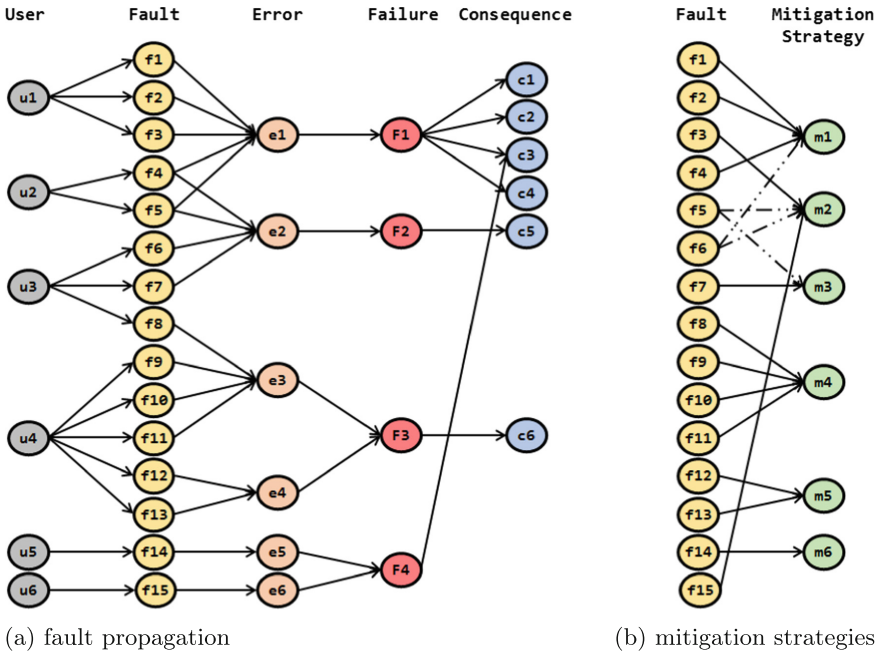 User Fault Error Failure Consequence Fault Mitigation
Strategy
f1 f1
c1
u1 f2 f2
c2
f3 e1 F1 f3 m1
c3
f4 f4
u2 c4
f5 f5 m2
e2 F2 c5
f6 f6
u3 f7 f7 m3
f8 f8
f9 f9
e3 m4
f10 f10
u4 f11 F3 c6 f11
f12 f12
e4 m5
f13 f13
u5 f14 e5 f14 m6
F4
u6 f15 e6 f15
(a) fault propagation (b) mitigation strategies